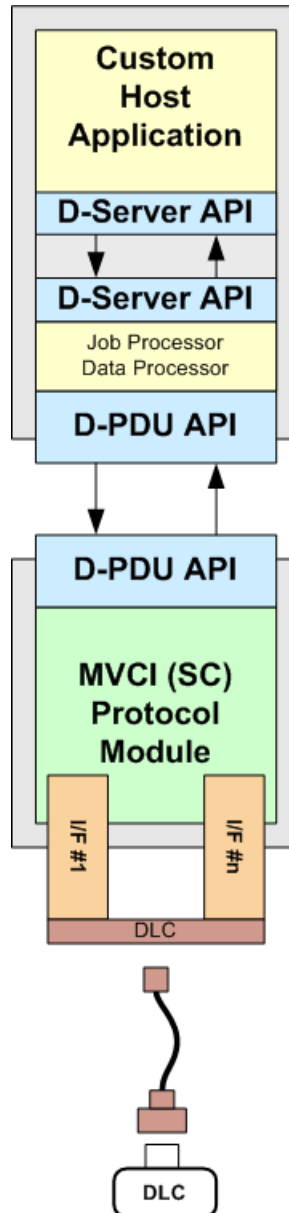 Custom
Host
Application
D-Server API
D-Server API
Job Processor
Data Processor
D-PDU API
D-PDU API
MVCI (SC)
Protocol
Module
I/F #1
I/F #n
DLC
DLC